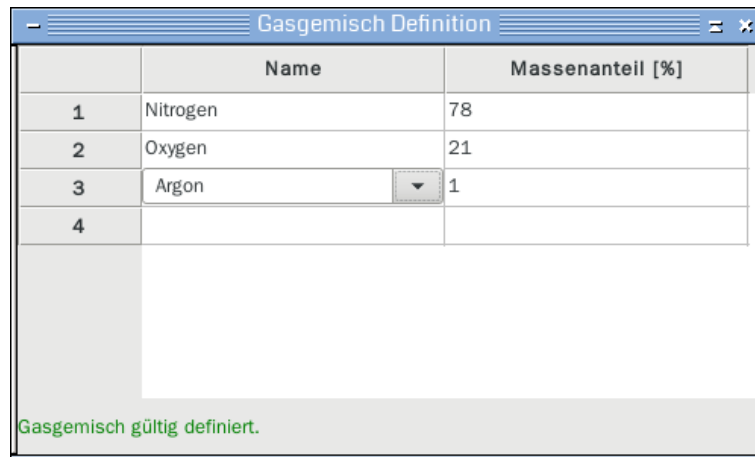 Gasgemisch Definition
Name Massenanteil [%]
1 Nitrogen 78
2 Oxygen 21
3 Argon 1
4
Gasgemisch gültig definiert.